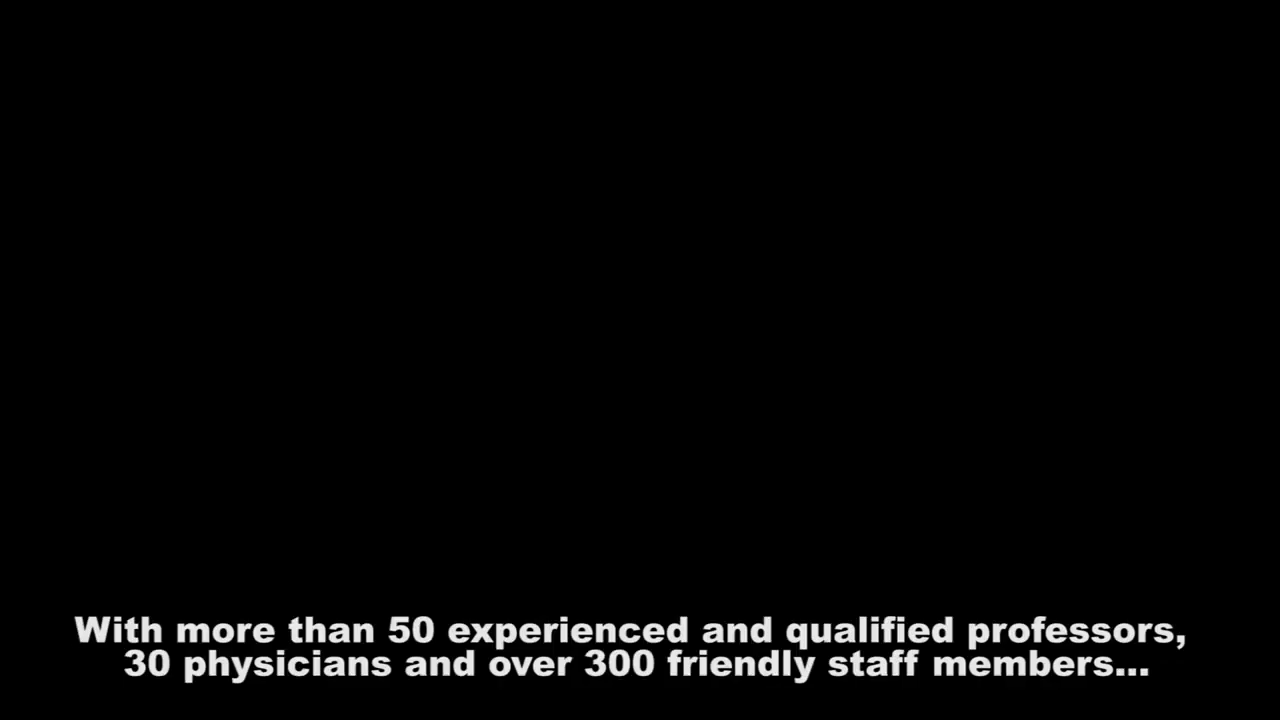 With more than 50 experienced and qualified professors,
30 physicians and over 300 friendly staff members...